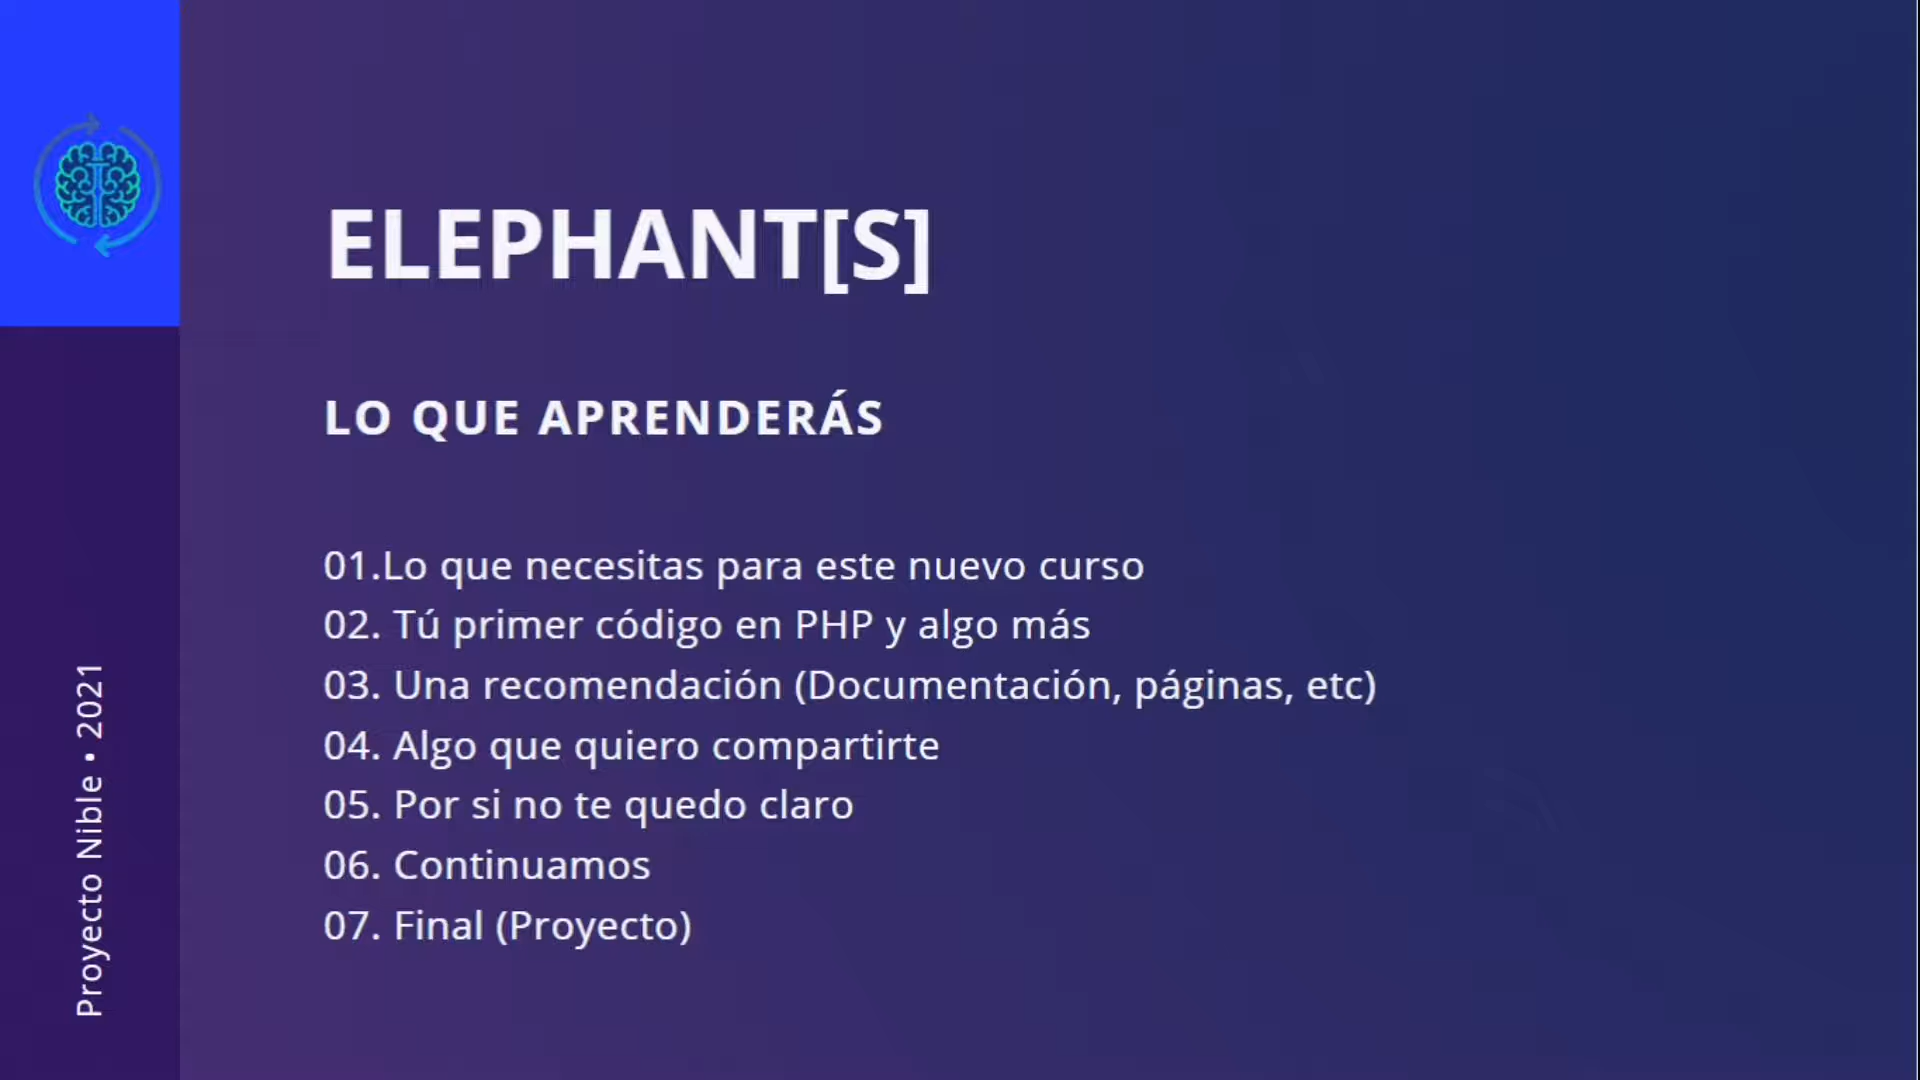 ELEPHANT[S]
LO QUE APRENDERÁS
01.Lo que necesitas para este nuevo curso
02. Tú primer código en PHP y algo más
03. Una recomendación (Documentación, páginas, etc)
04. Algo que quiero compartirte
05. Por si no te quedo claro
06. Continuamos
07. Final (Proyecto)
Proyecto Nible • 2021